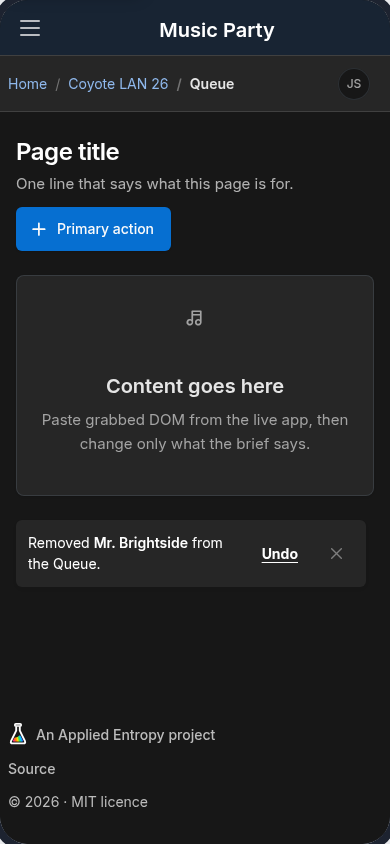 Music Party
Home / Coyote LAN 26 / Queue
JS
Page title
One line that says what this page is for.
Primary action
Content goes here
Paste grabbed DOM from the live app, then
change only what the brief says.
Removed Mr. Brightside from
the Queue.
Undo
An Applied Entropy project
Source
© 2026 · MIT licence